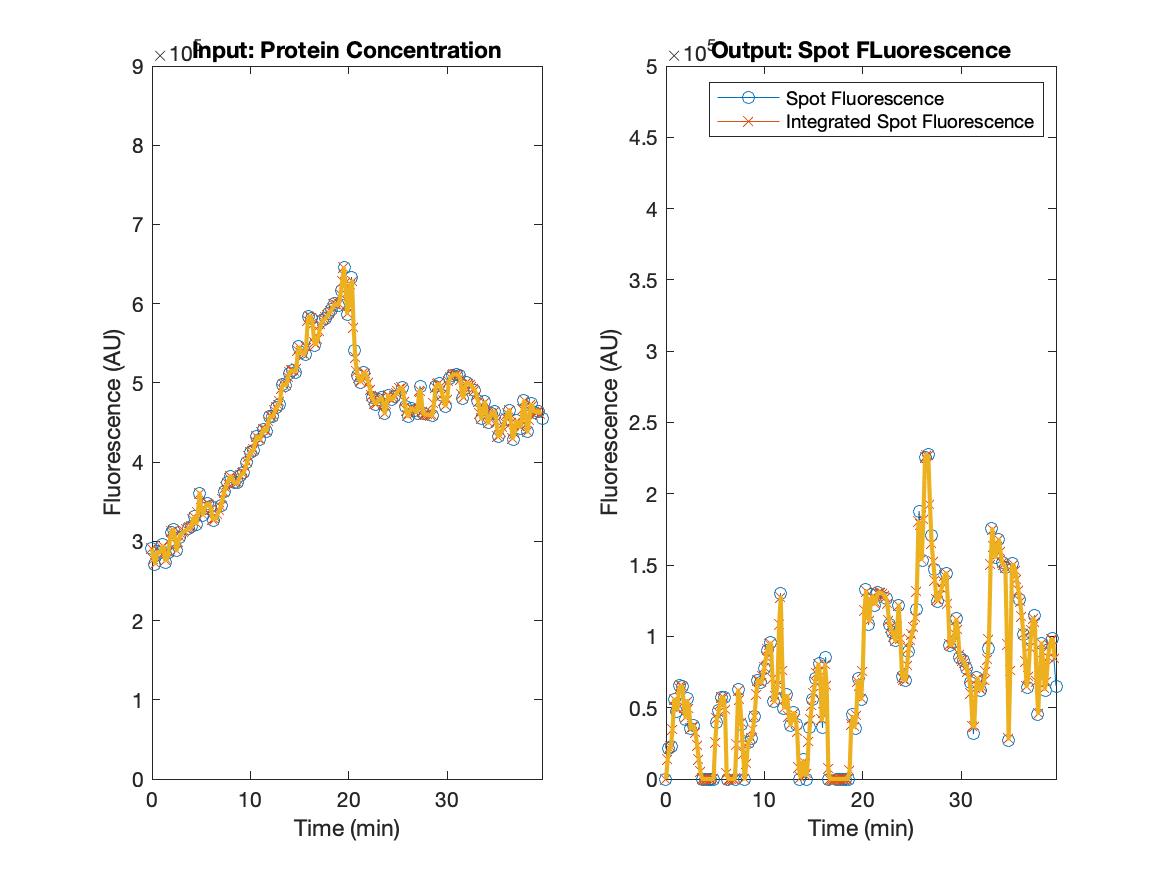 ×10^5 Input: Protein Concentration
9
8
7
6
5
4
3
2
1
0
Fluorescence (AU)
0 10 20 30
Time (min)
×10^5 Output: Spot FLuorescence
Spot Fluorescence
Integrated Spot Fluorescence
5
4.5
4
3.5
3
2.5
2
1.5
1
0.5
0
Fluorescence (AU)
0 10 20 30
Time (min)